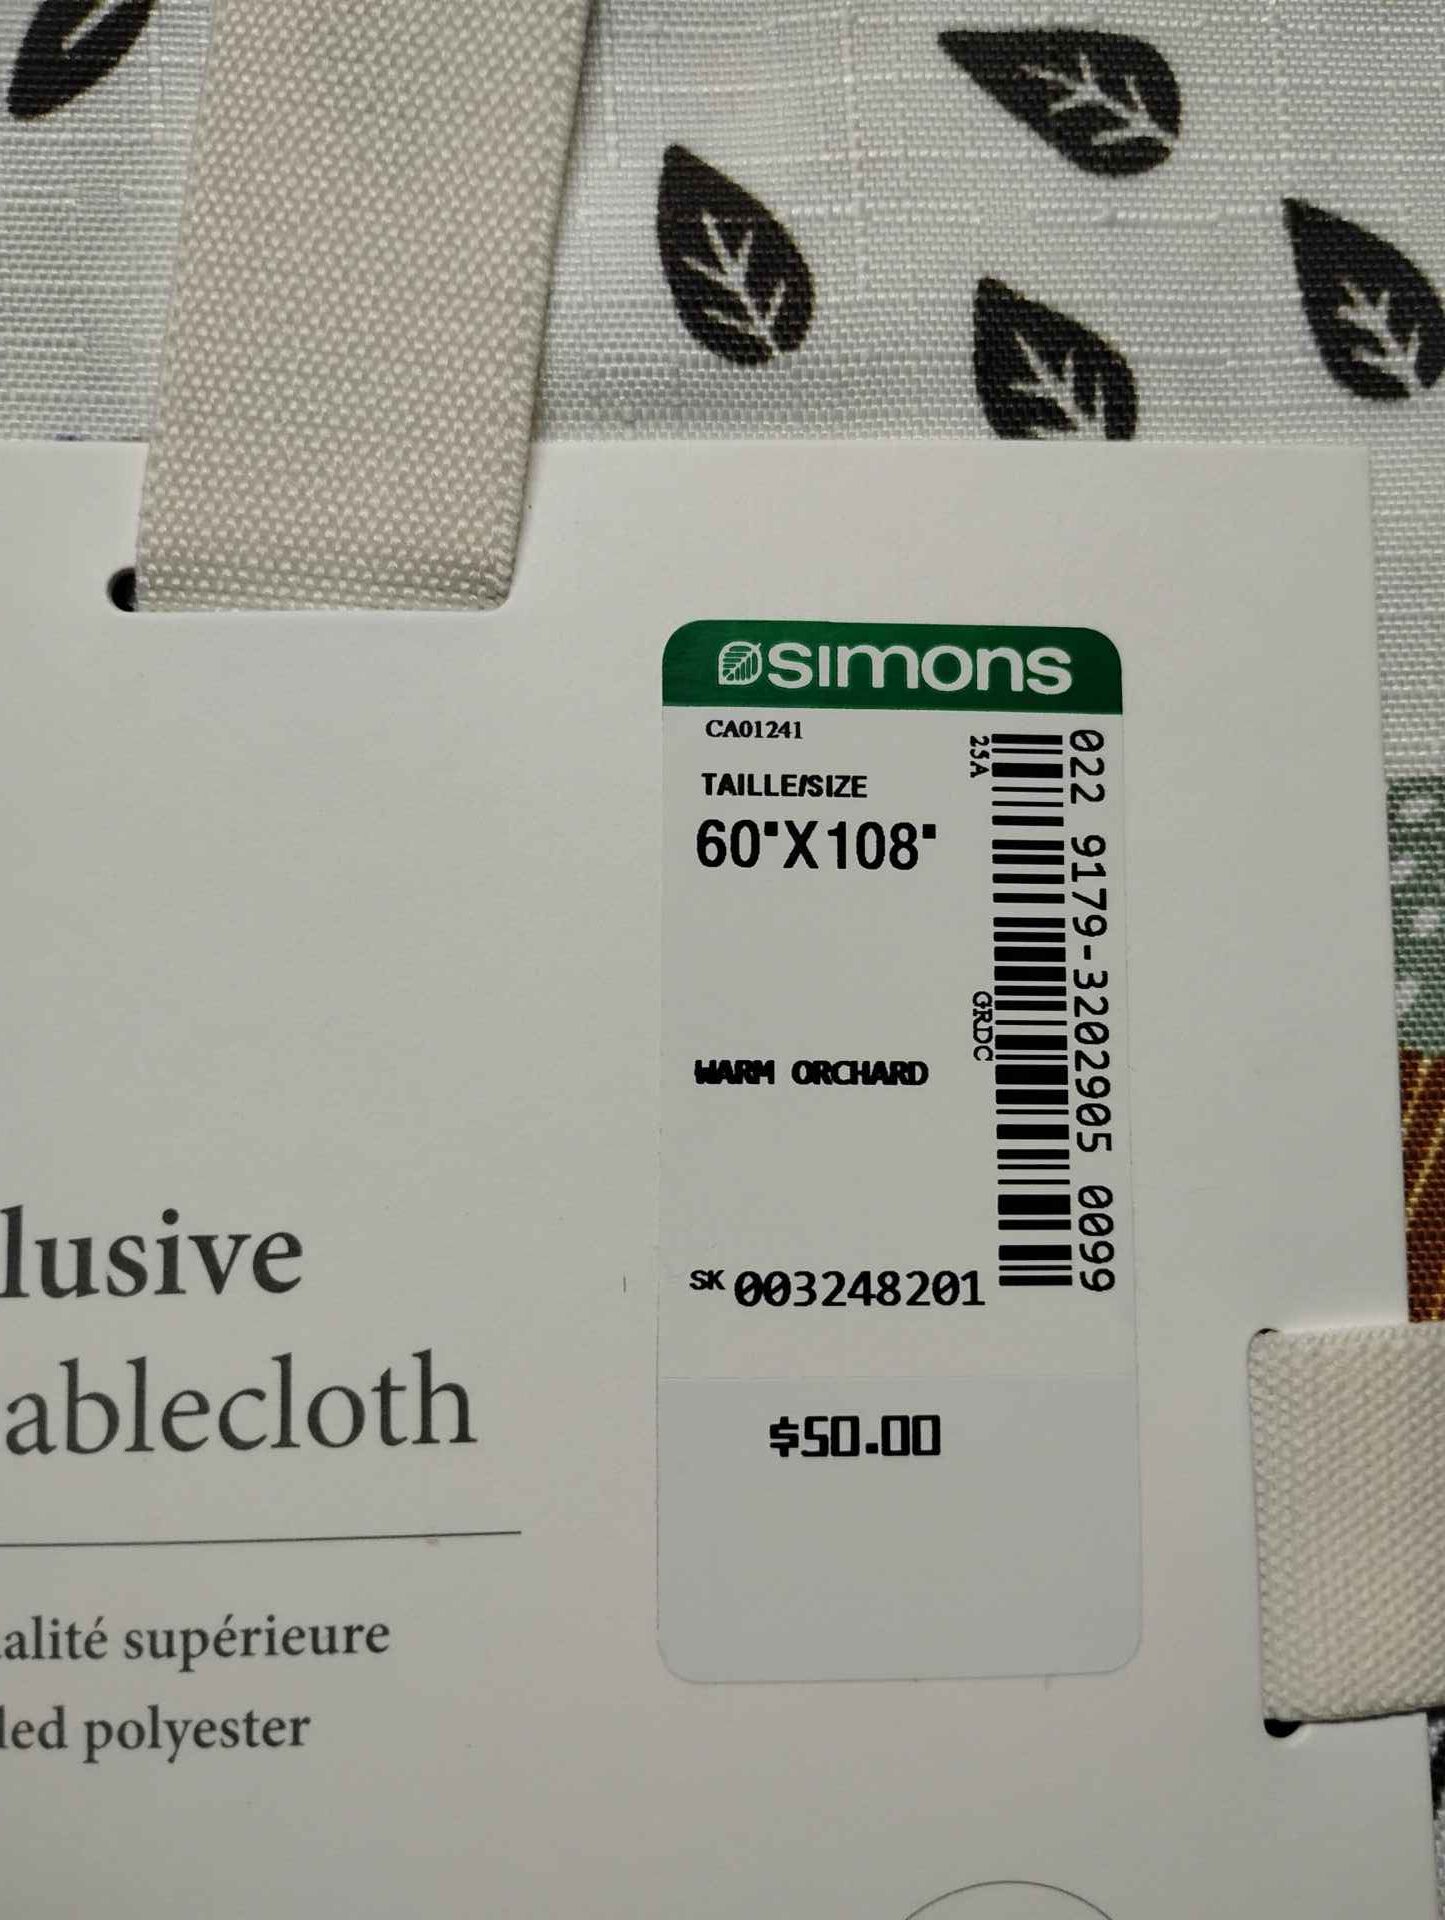 simons
CA01241
TAILLE/SIZE
60"X108"
25A
022 9179-3202905 0099
GRDC
WARM ORCHARD
SK 003248201
$50.00
lusive
ablecloth
alité supérieure
led polyester